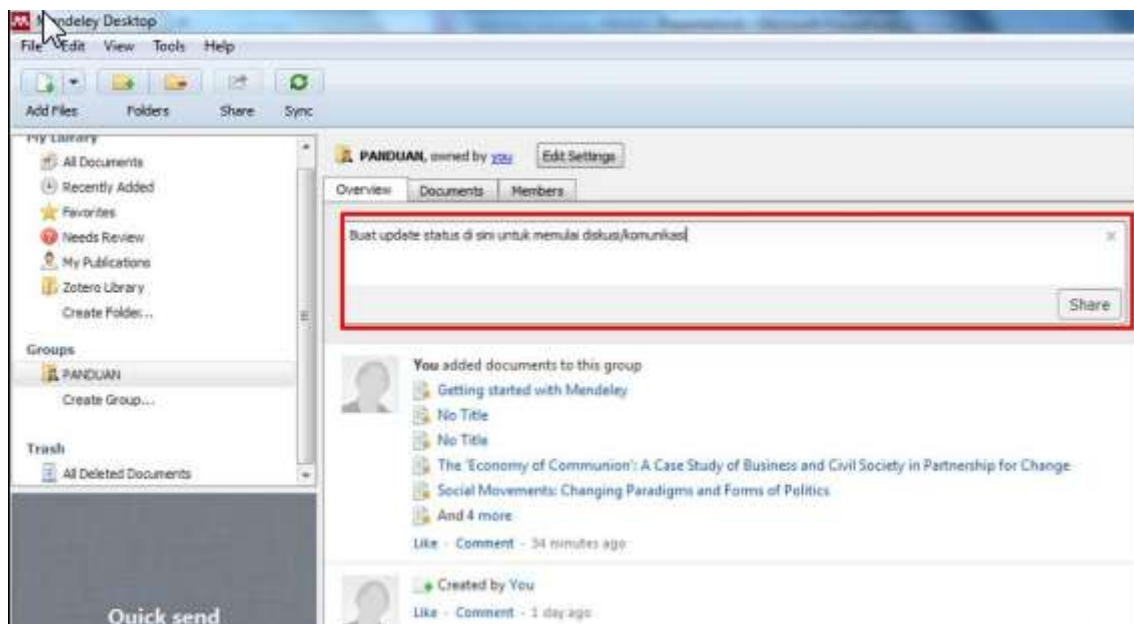 Mendeley Desktop
File Edit View Tools Help
Add Files Folders Share Sync
My Library
All Documents
Recently Added
Favorites
Needs Review
My Publications
Zotero Library
Create Folder...
Groups
PANDUAN
Create Group...
Trash
All Deleted Documents
Quick send
PANDUAN, owned by you Edit Settings
Overview Documents Members
Buat update status di sini untuk memulai diskusi/komunikasi
Share
You added documents to this group
Getting started with Mendeley
No Title
No Title
The 'Economy of Communion': A Case Study of Business and Civil Society in Partnership for Change
Social Movements: Changing Paradigms and Forms of Politics
And 4 more
Like - Comment - 34 minutes ago
Created by You
Like - Comment - 1 day ago